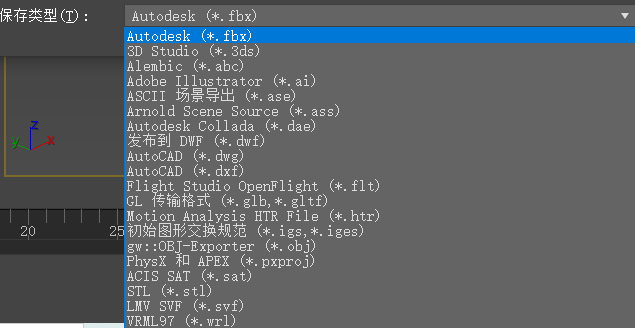 保存类型(T)： Autodesk (*.fbx)
Autodesk (*.fbx)
3D Studio (*.3ds)
Alembic (*.abc)
Adobe Illustrator (*.ai)
ASCII 场景导出 (*.ase)
Arnold Scene Source (*.ass)
Autodesk Collada (*.dae)
发布到 DWF (*.dwf)
AutoCAD (*.dwg)
AutoCAD (*.dxf)
Flight Studio OpenFlight (*.flt)
GL 传输格式 (*.glb,*.gltf)
Motion Analysis HTR File (*.htr)
初始图形交换规范 (*.igs,*.iges)
gw::OBJ-Exporter (*.obj)
PhysX 和 APEX (*.pxproj)
ACIS SAT (*.sat)
STL (*.stl)
LMV SVF (*.svf)
VRML97 (*.wrl)
z
y x
20 25